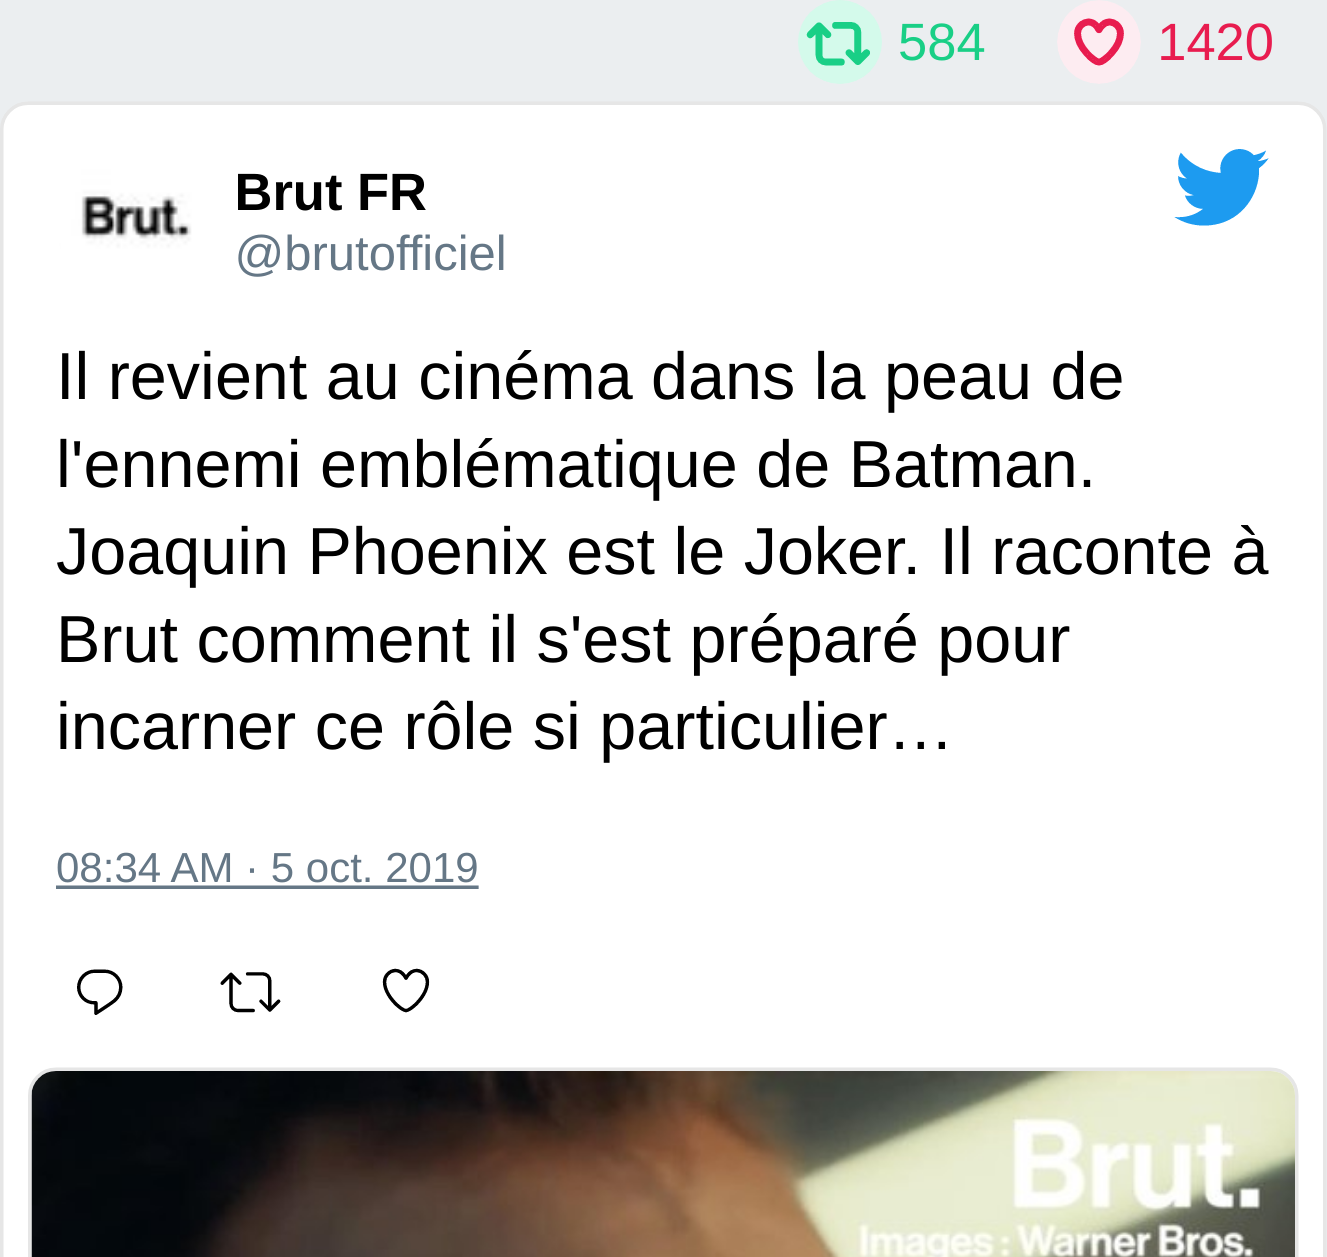 584 1420
Brut.
Brut FR
@brutofficiel
Il revient au cinéma dans la peau de
l'ennemi emblématique de Batman.
Joaquin Phoenix est le Joker. Il raconte à
Brut comment il s'est préparé pour
incarner ce rôle si particulier…
08:34 AM · 5 oct. 2019
Brut.
Images : Warner Bros.